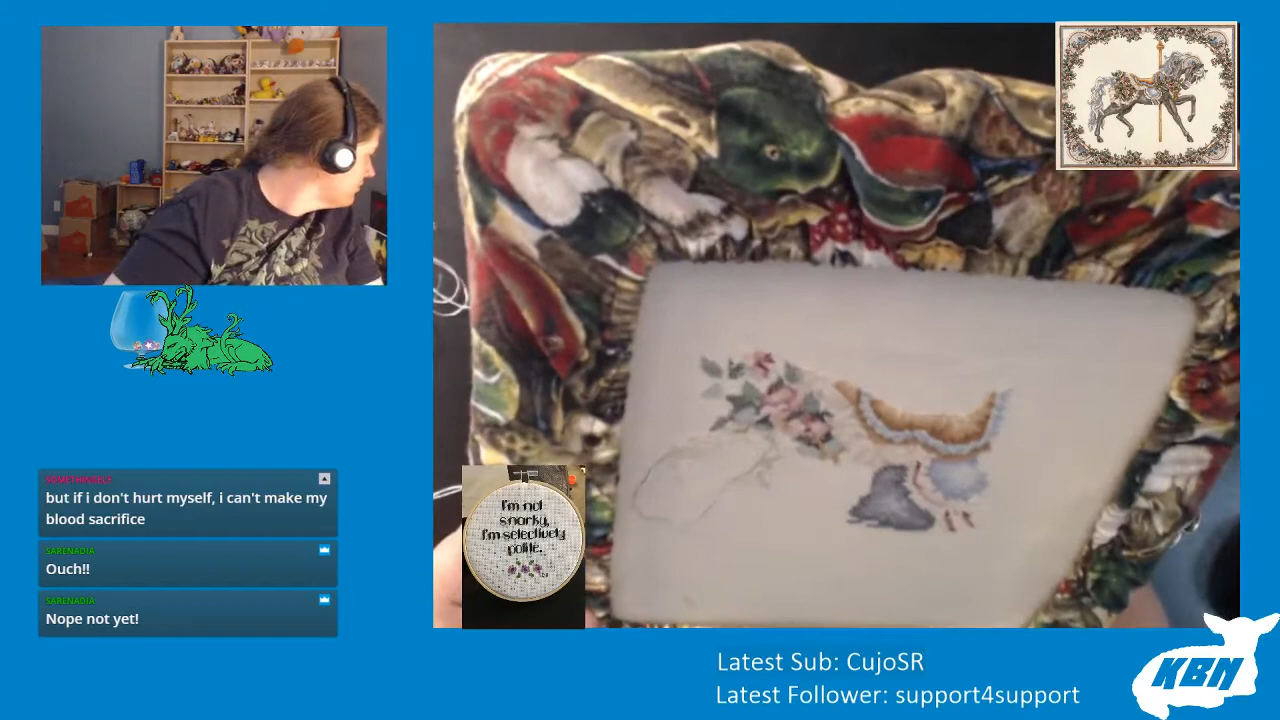 but if i don't hurt myself, i can't make my
blood sacrifice
SARENADIA
Ouch!!
SARENADIA
Nope not yet!
I'm not
snarky,
I'm selectively
polite.
Latest Sub: CujoSR
Latest Follower: support4support
KBN